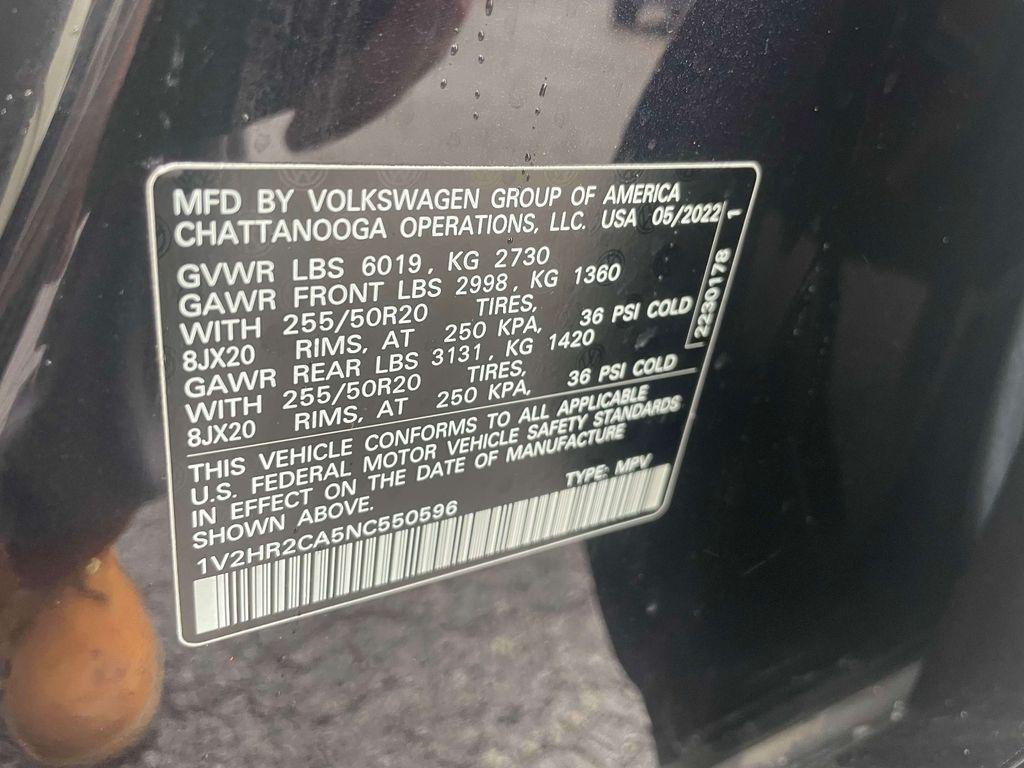 MFD BY VOLKSWAGEN GROUP OF AMERICA
CHATTANOOGA OPERATIONS, LLC. USA 05/2022 1
GVWR LBS 6019, KG 2730
GAWR FRONT LBS 2998, KG 1360
WITH 255/50R20 TIRES,
8JX20 RIMS, AT 250 KPA, 36 PSI COLD
GAWR REAR LBS 3131, KG 1420
WITH 255/50R20 TIRES,
8JX20 RIMS, AT 250 KPA, 36 PSI COLD
2230178
THIS VEHICLE CONFORMS TO ALL APPLICABLE
U.S. FEDERAL MOTOR VEHICLE SAFETY STANDARDS
IN EFFECT ON THE DATE OF MANUFACTURE
SHOWN ABOVE. TYPE: MPV
1V2HR2CA5NC550596